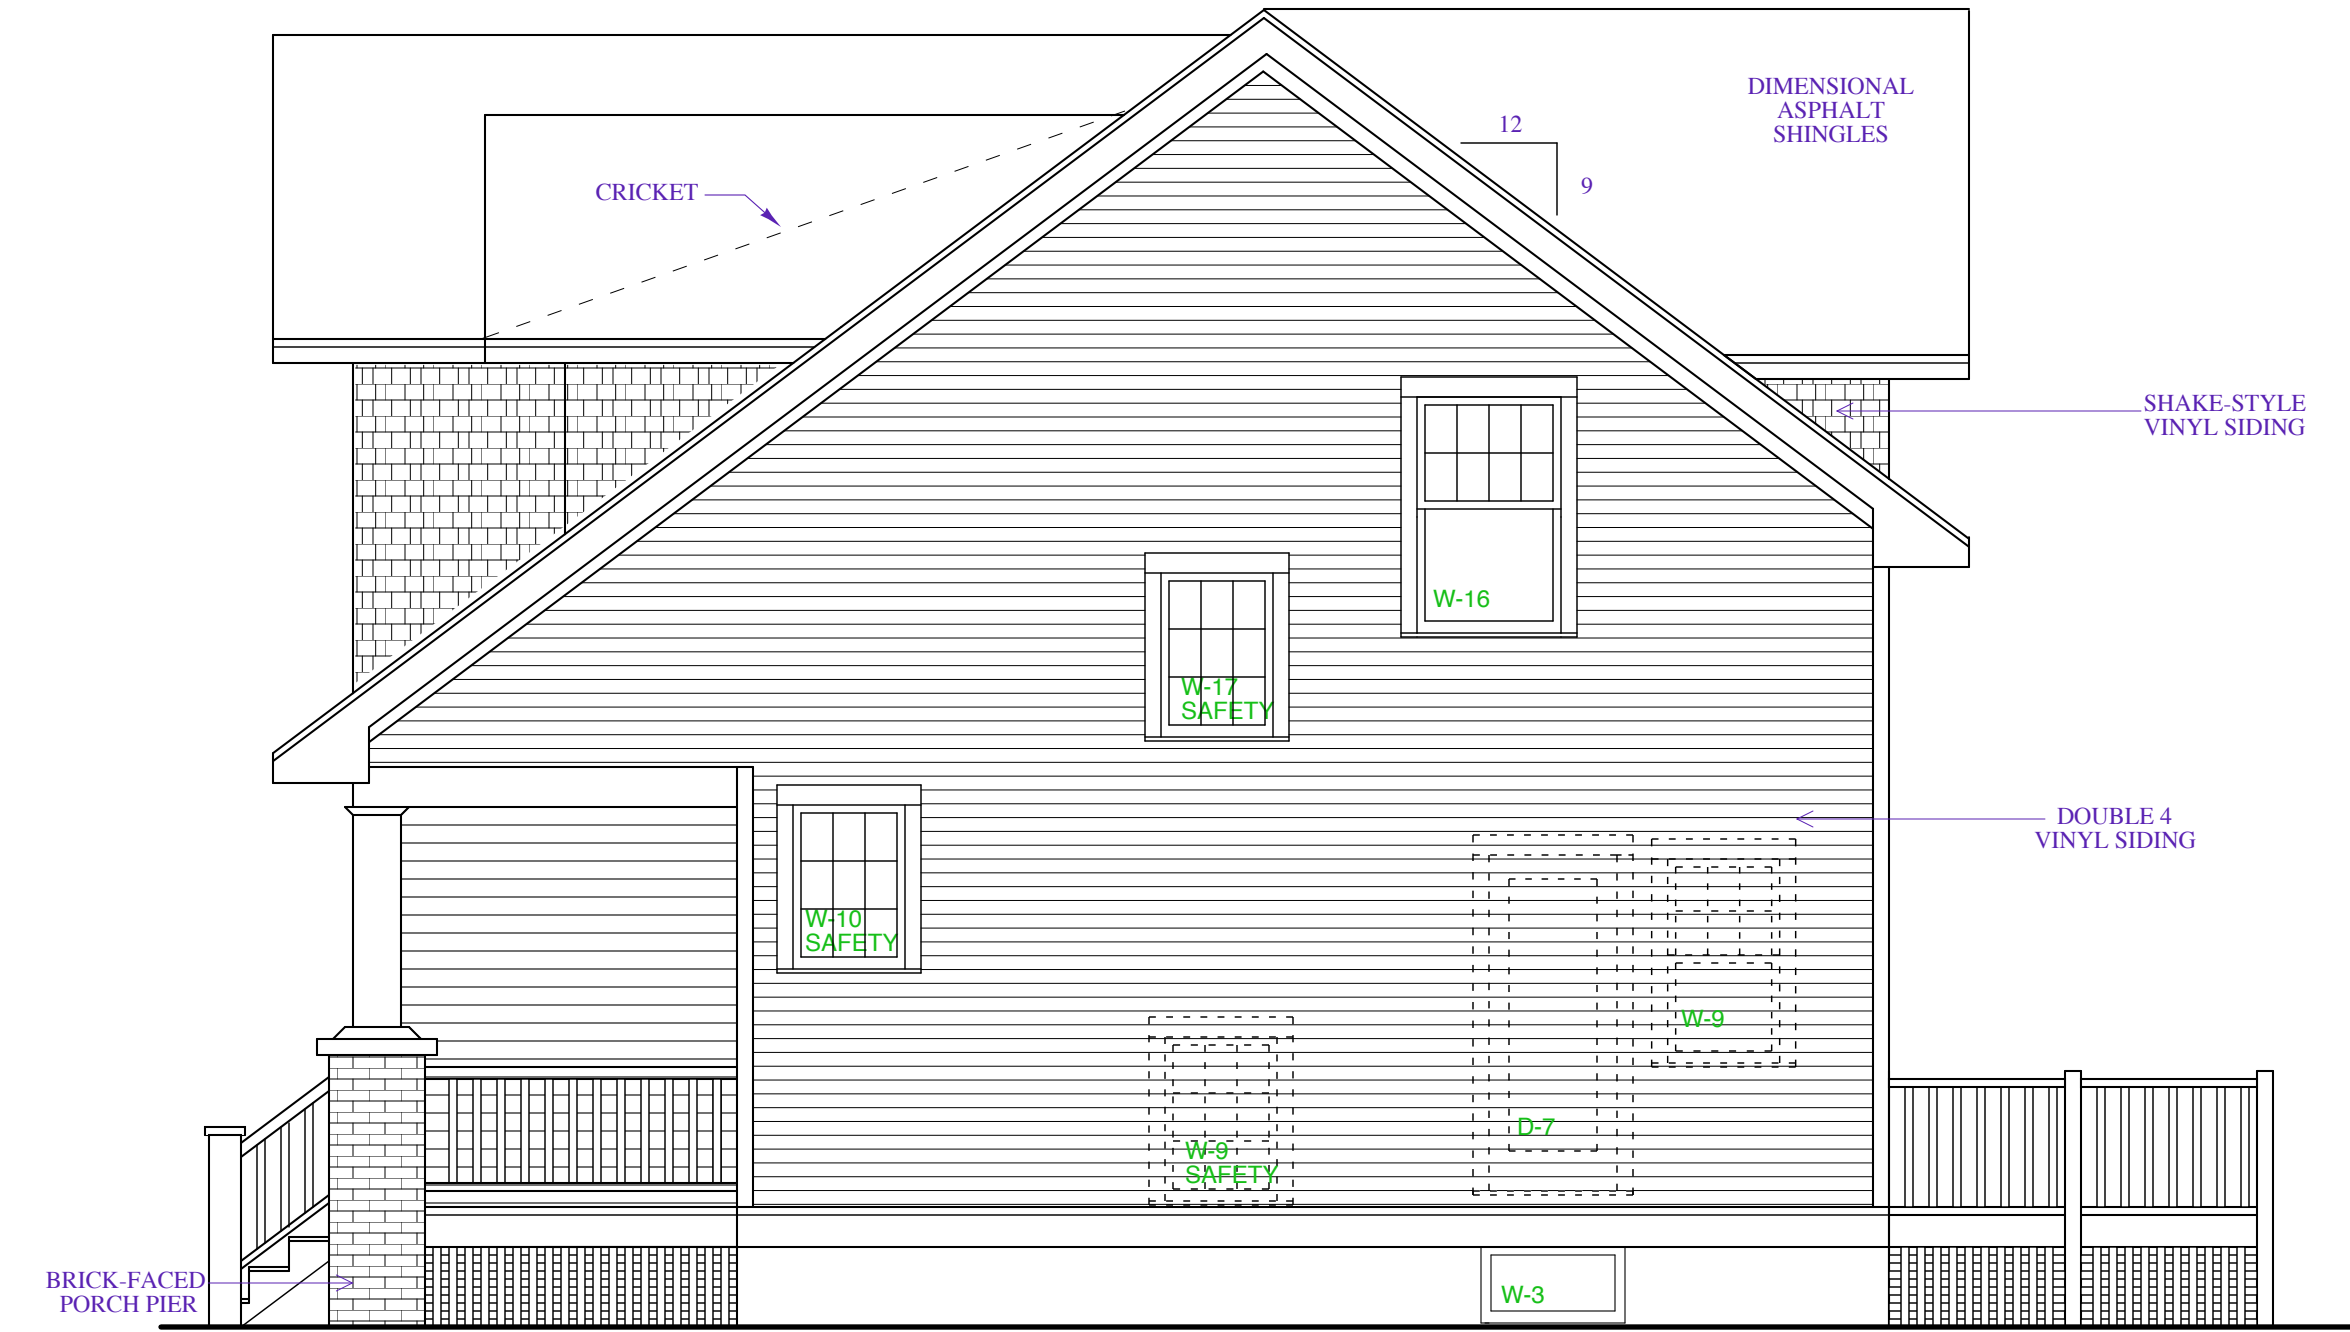 DIMENSIONAL
ASPHALT
SHINGLES
12
9
CRICKET
SHAKE-STYLE
VINYL SIDING
W-16
W-17
SAFETY
DOUBLE 4
VINYL SIDING
W-10
SAFETY
W-9
D-7
W-9
SAFETY
BRICK-FACED
PORCH PIER
W-3